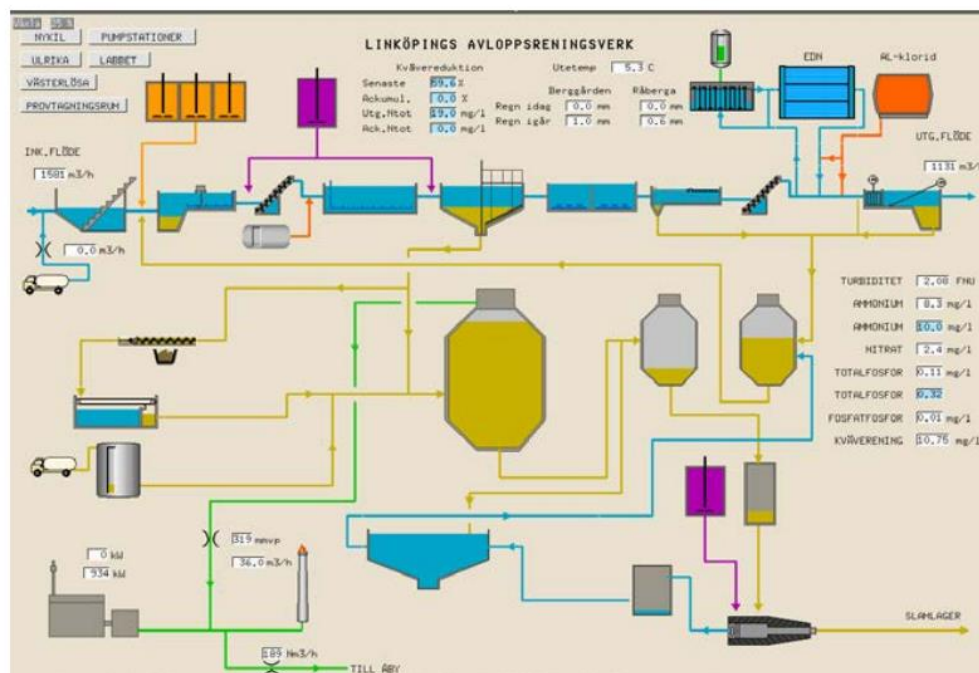 NYKIL
PUMPSTATIONER
ULRIKA
LABBET
VÄSTERLÖSA
PROVTAGNINGSRUM
LINKÖPINGS AVLOPPSRENINGSVERK
Kvävereduktion
Senaste 59.6 %
Ackumul. 0.0 %
Utg.Ntot 19.0 mg/l
Ack.Ntot 0.0 mg/l
Utetemp 5.3 C
Berggården Råberga
Regn idag 0.0 mm 0.0 mm
Regn igår 1.0 mm 0.6 mm
EDN
AL-klorid
INK.FLÖDE
1581 m3/h
UTG.FLÖDE
1131 m3/
0.0 m3/h
TURBIDITET 2.08 FNU
AMMONIUM 8.3 mg/l
AMMONIUM 10.0 mg/l
NITRAT 2.4 mg/l
TOTALFOSFOR 0.11 mg/l
TOTALFOSFOR 0.32
FOSFATFOSFOR 0.01 mg/l
KVÄVERENING 10.75 mg/l
319 mmvp
36.0 m3/h
0 kW
934 kW
189 Nm3/h
TILL ÅBY
SLAMLAGER